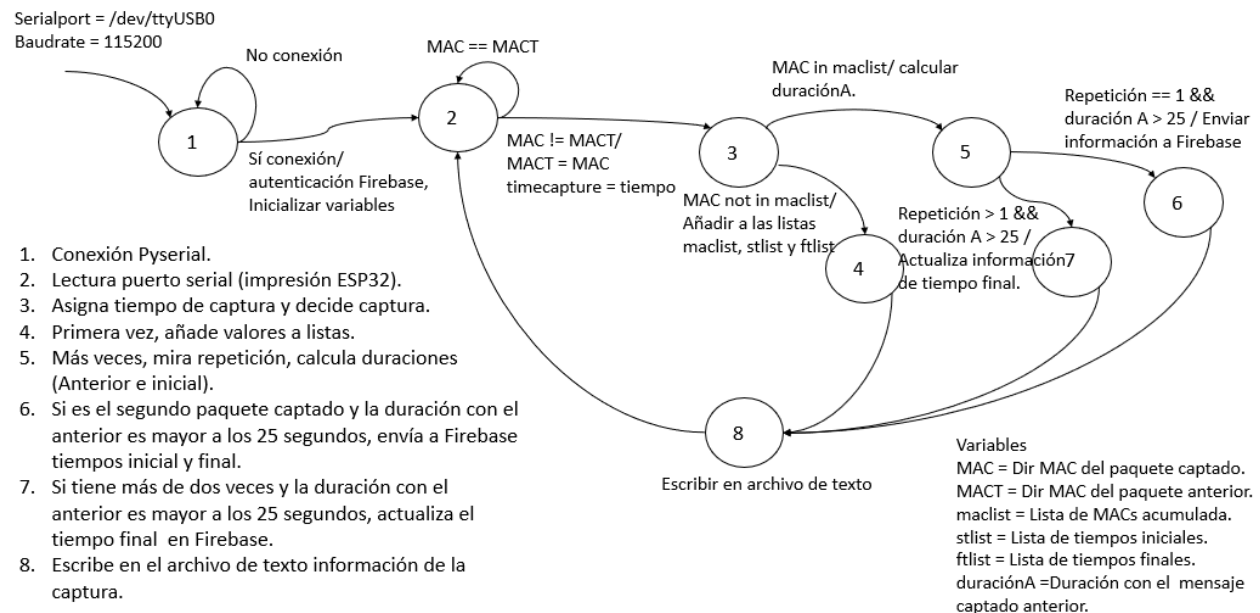 Serialport = /dev/ttyUSB0
Baudrate = 115200
No conexión
MAC == MACT
MAC in maclist/ calcular
duraciónA.
Repetición == 1 &&
duración A > 25 / Enviar
información a Firebase
1
2
3
5
6
Sí conexión/
autenticación Firebase,
Inicializar variables
MAC != MACT/
MACT = MAC
timecapture = tiempo
MAC not in maclist/
Añadir a las listas
maclist, stlist y ftlist
4
Repetición > 1 &&
duración A > 25 /
Actualiza información
de tiempo final.
7
8
Escribir en archivo de texto
1. Conexión Pyserial.
2. Lectura puerto serial (impresión ESP32).
3. Asigna tiempo de captura y decide captura.
4. Primera vez, añade valores a listas.
5. Más veces, mira repetición, calcula duraciones
(Anterior e inicial).
6. Si es el segundo paquete captado y la duración con el
anterior es mayor a los 25 segundos, envía a Firebase
tiempos inicial y final.
7. Si tiene más de dos veces y la duración con el
anterior es mayor a los 25 segundos, actualiza el
tiempo final en Firebase.
8. Escribe en el archivo de texto información de la
captura.
Variables
MAC = Dir MAC del paquete captado.
MACT = Dir MAC del paquete anterior.
maclist = Lista de MACs acumulada.
stlist = Lista de tiempos iniciales.
ftlist = Lista de tiempos finales.
duraciónA =Duración con el mensaje
captado anterior.